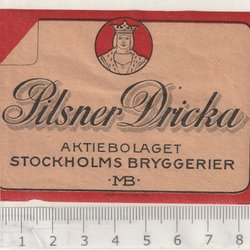 Pilsner Dricka
AKTIEBOLAGET
STOCKHOLMS BRYGGERIER
·MB·
1 2 3 4 5 6 7 8